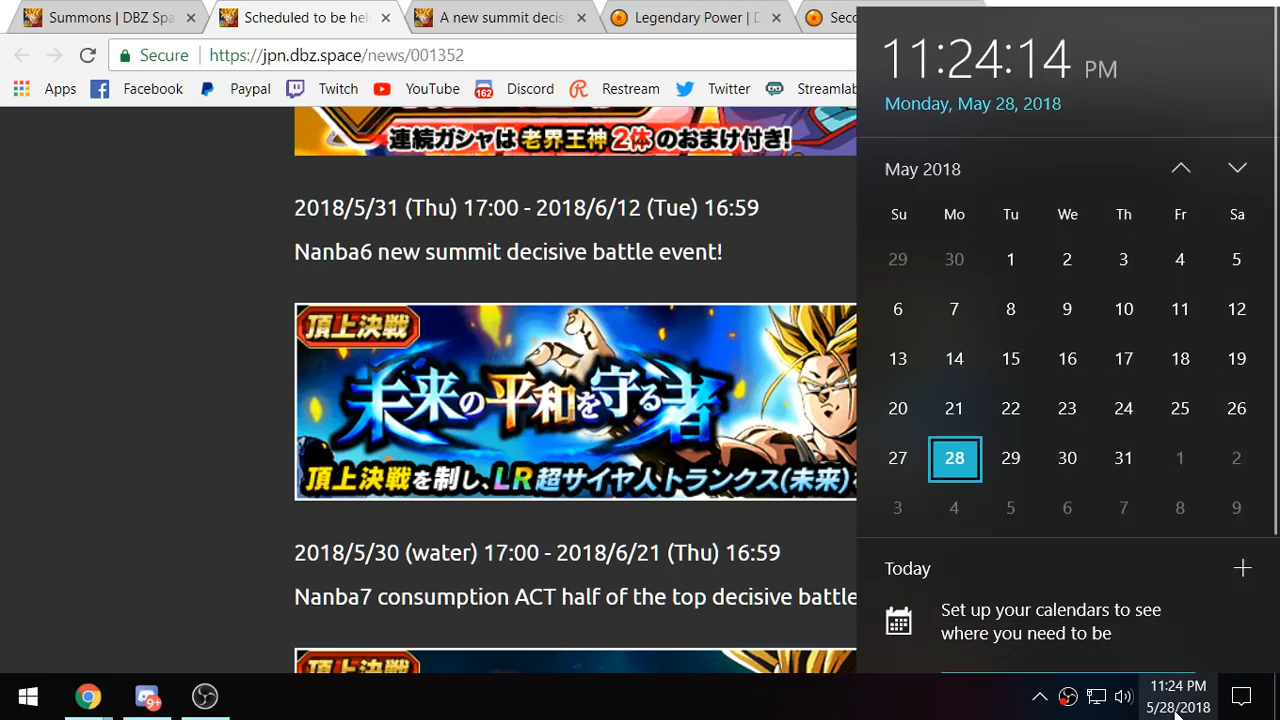 Summons | DBZ Spa
Scheduled to be hel
A new summit decis
Legendary Power | D
Seco
Secure
https://jpn.dbz.space/news/001352
Apps
Facebook
Paypal
Twitch
YouTube
162
Discord
Restream
Twitter
Streamlab
連続ガシャは老界王神2体のおまけ付き!
2018/5/31 (Thu) 17:00 - 2018/6/12 (Tue) 16:59
Nanba6 new summit decisive battle event!
頂上決戦
未来の平和を守る者
頂上決戦を制し、LR超サイヤ人トランクス(未来)
2018/5/30 (water) 17:00 - 2018/6/21 (Thu) 16:59
Nanba7 consumption ACT half of the top decisive battle
頂上決戦
11:24:14 PM
Monday, May 28, 2018
May 2018
Su Mo Tu We Th Fr Sa
29 30 1 2 3 4 5
6 7 8 9 10 11 12
13 14 15 16 17 18 19
20 21 22 23 24 25 26
27 28 29 30 31 1 2
3 4 5 6 7 8 9
Today
Set up your calendars to see
where you need to be
9+
11:24 PM
5/28/2018